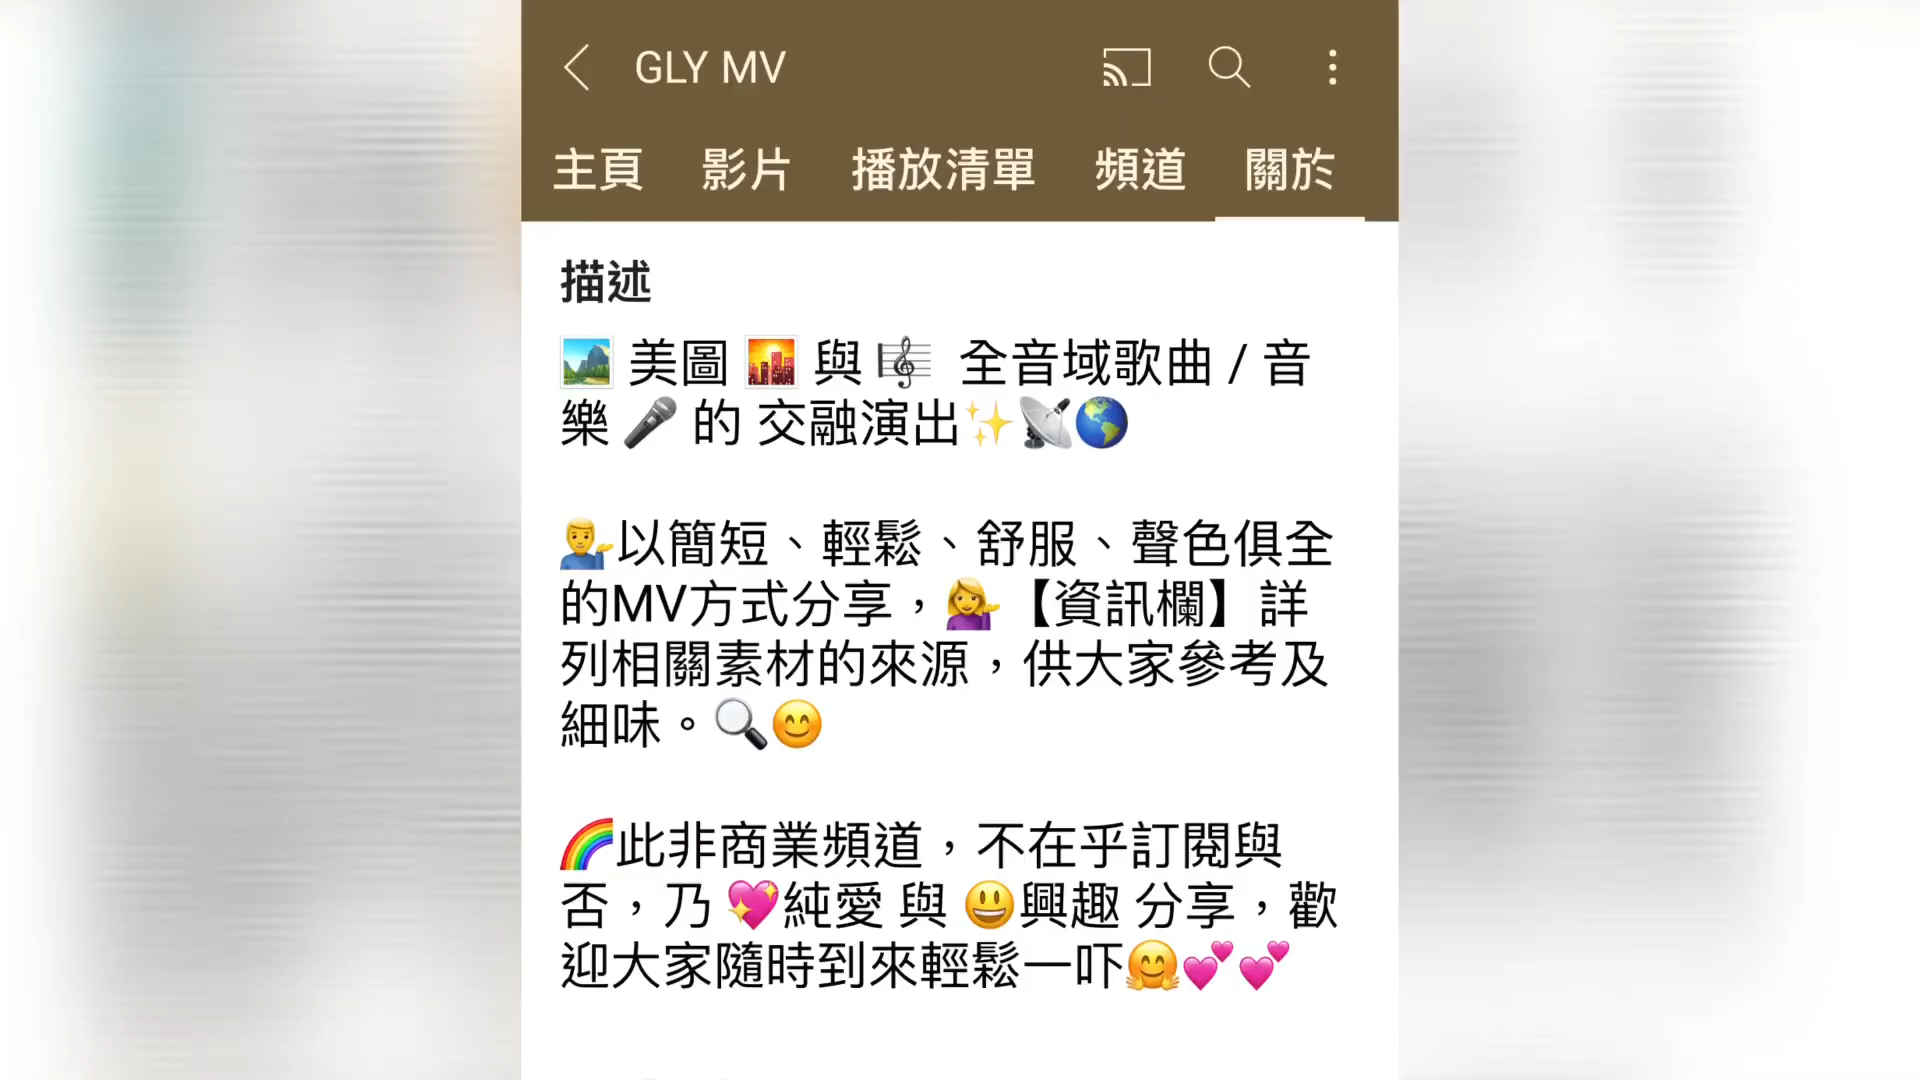 GLY MV
主頁 影片 播放清單 頻道 關於
描述
🏞️ 美圖 🌇 與 🎼 全音域歌曲 / 音
樂 🎤 的 交融演出✨📡🌎
💁‍♂️以簡短、輕鬆、舒服、聲色俱全
的MV方式分享，💁‍♀️【資訊欄】詳
列相關素材的來源，供大家參考及
細味。🔍😊
🌈此非商業頻道，不在乎訂閱與
否，乃 💖純愛 與 😃興趣 分享，歡
迎大家隨時到來輕鬆一吓🤗💕💕